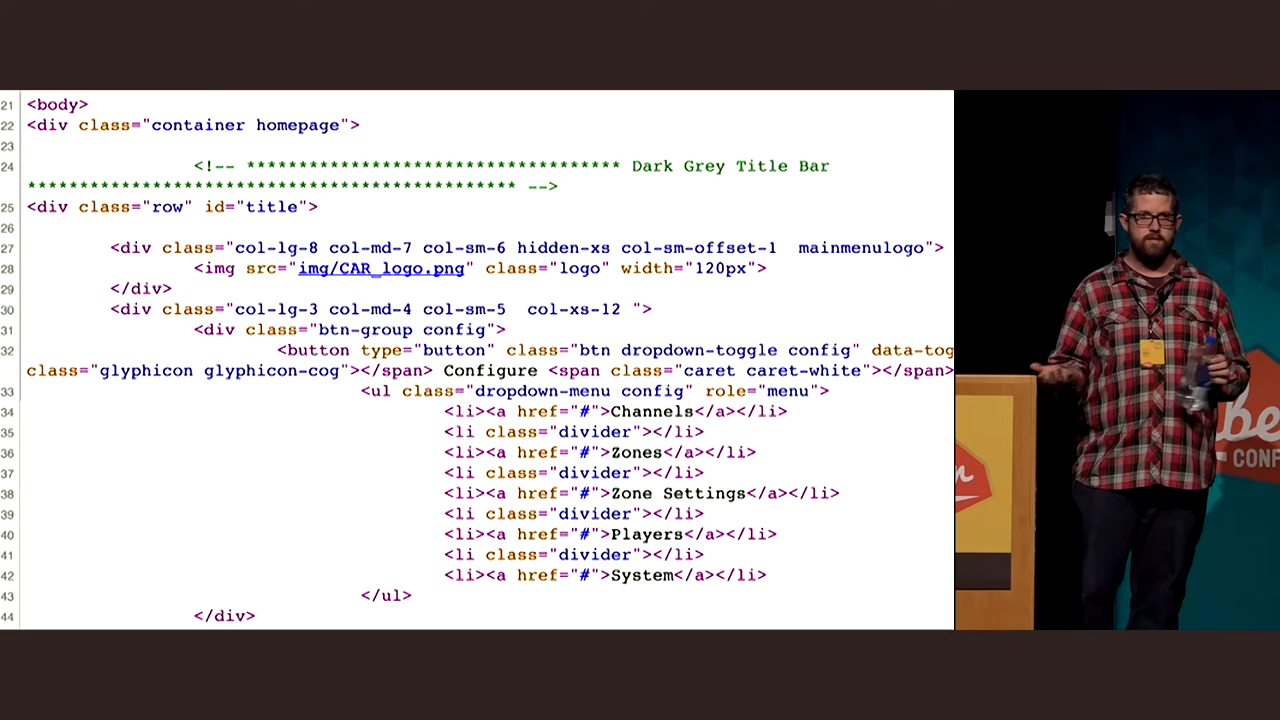 21 <body>
22 <div class="container homepage">
23
24 <!-- ************************************ Dark Grey Title Bar
*********************************************** -->
25 <div class="row" id="title">
26
27 <div class="col-lg-8 col-md-7 col-sm-6 hidden-xs col-sm-offset-1  mainmenulogo">
28 <img src="img/CAR_logo.png" class="logo" width="120px">
29 </div>
30 <div class="col-lg-3 col-md-4 col-sm-5  col-xs-12 ">
31 <div class="btn-group config">
32 <button type="button" class="btn dropdown-toggle config" data-tog
class="glyphicon glyphicon-cog"></span> Configure <span class="caret caret-white"></span>
33 <ul class="dropdown-menu config" role="menu">
34 <li><a href="#">Channels</a></li>
35 <li class="divider"></li>
36 <li><a href="#">Zones</a></li>
37 <li class="divider"></li>
38 <li><a href="#">Zone Settings</a></li>
39 <li class="divider"></li>
40 <li><a href="#">Players</a></li>
41 <li class="divider"></li>
42 <li><a href="#">System</a></li>
43 </ul>
44 </div>
be
CONF